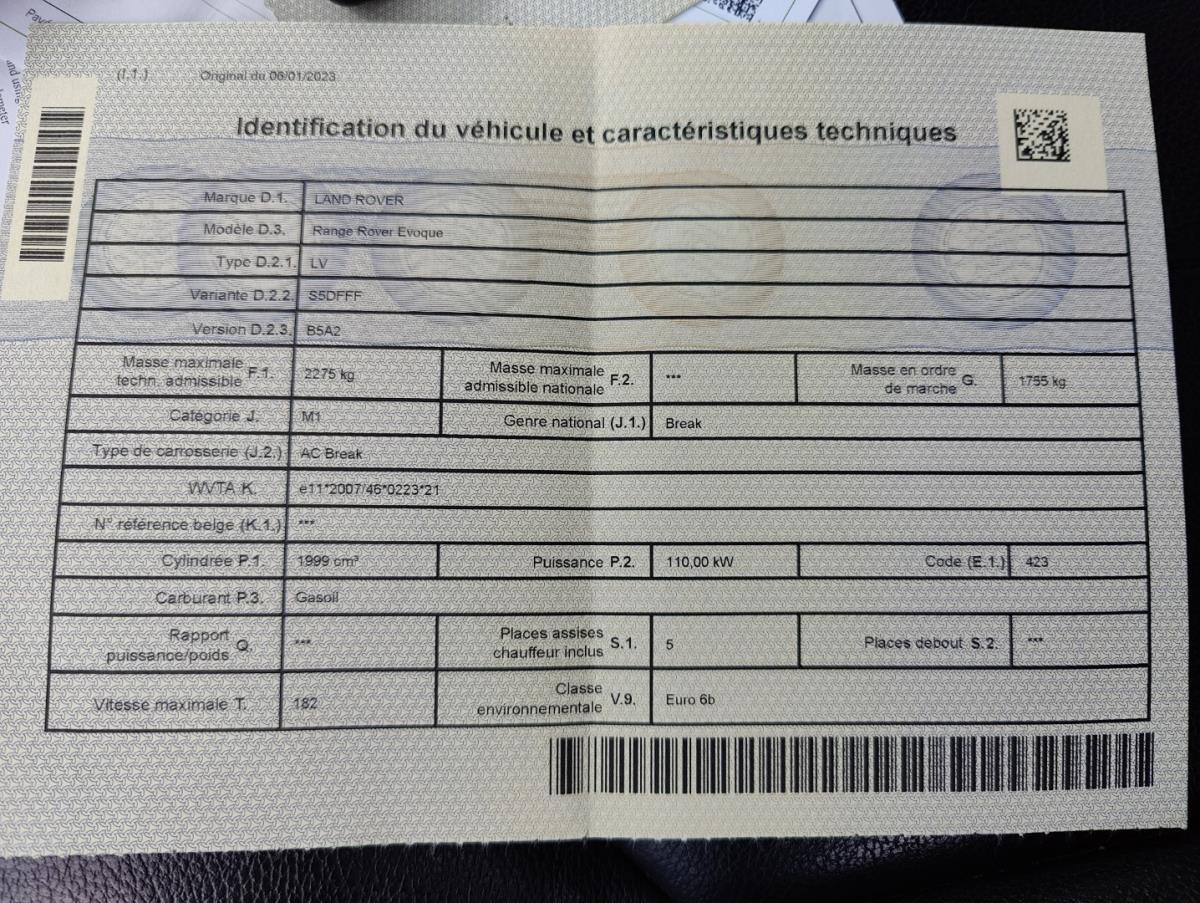 Pav
and using
meter
(I.1.) Original du 06/01/2023
Identification du véhicule et caractéristiques techniques
Marque D.1. LAND ROVER
Modèle D.3. Range Rover Evoque
Type D.2.1. LV
Variante D.2.2. S5DFFF
Version D.2.3. B5A2
Masse maximale techn. admissible F.1. 2275 kg Masse maximale admissible nationale F.2. *** Masse en ordre de marche G. 1755 kg
Catégorie J. M1 Genre national (J.1.) Break
Type de carrosserie (J.2.) AC Break
WVTA K. e11*2007/46*0223*21
N° référence belge (K.1.) ***
Cylindrée P.1. 1999 cm³ Puissance P.2. 110,00 kW Code (E.1.) 423
Carburant P.3. Gasoil
Rapport puissance/poids Q. *** Places assises chauffeur inclus S.1. 5 Places debout S.2. ***
Vitesse maximale T. 182 Classe environnementale V.9. Euro 6b